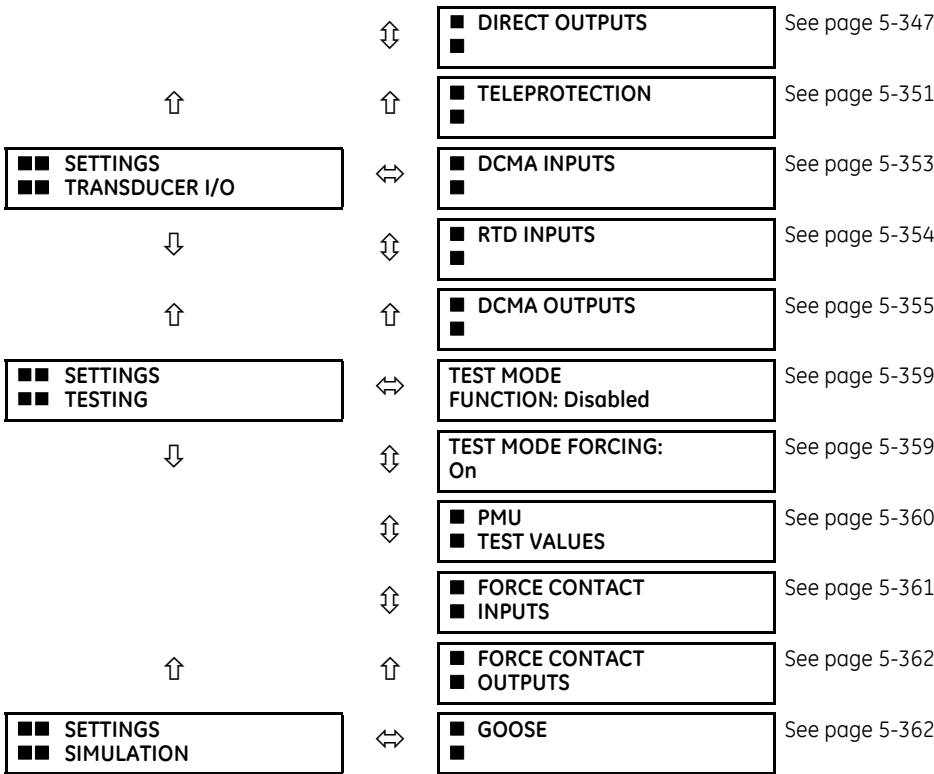 ■ DIRECT OUTPUTS
■
See page 5-347
■ TELEPROTECTION
■
See page 5-351
■■ SETTINGS
■■ TRANSDUCER I/O
■ DCMA INPUTS
■
See page 5-353
■ RTD INPUTS
■
See page 5-354
■ DCMA OUTPUTS
■
See page 5-355
■■ SETTINGS
■■ TESTING
TEST MODE
FUNCTION: Disabled
See page 5-359
TEST MODE FORCING:
On
See page 5-359
■ PMU
■ TEST VALUES
See page 5-360
■ FORCE CONTACT
■ INPUTS
See page 5-361
■ FORCE CONTACT
■ OUTPUTS
See page 5-362
■■ SETTINGS
■■ SIMULATION
■ GOOSE
■
See page 5-362